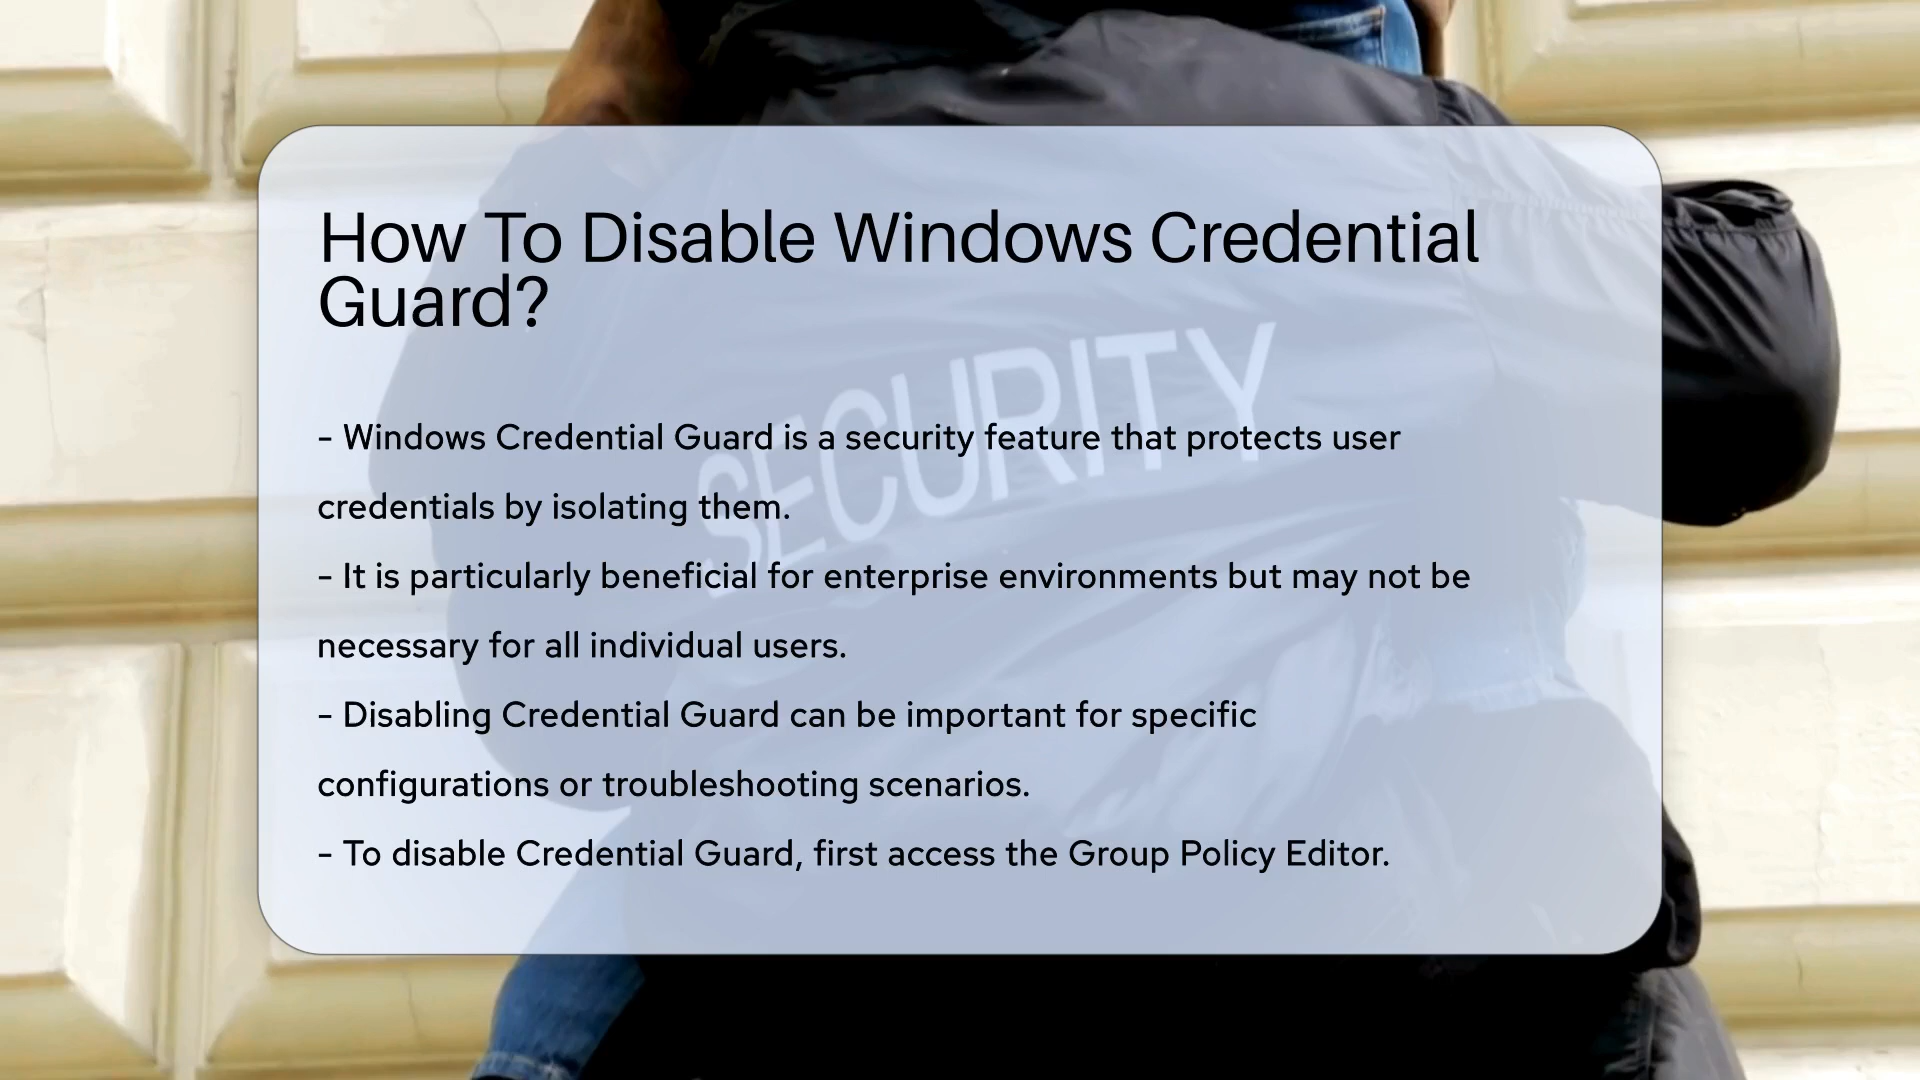 How To Disable Windows Credential
Guard?
SECURITY
- Windows Credential Guard is a security feature that protects user
credentials by isolating them.
- It is particularly beneficial for enterprise environments but may not be
necessary for all individual users.
- Disabling Credential Guard can be important for specific
configurations or troubleshooting scenarios.
- To disable Credential Guard, first access the Group Policy Editor.